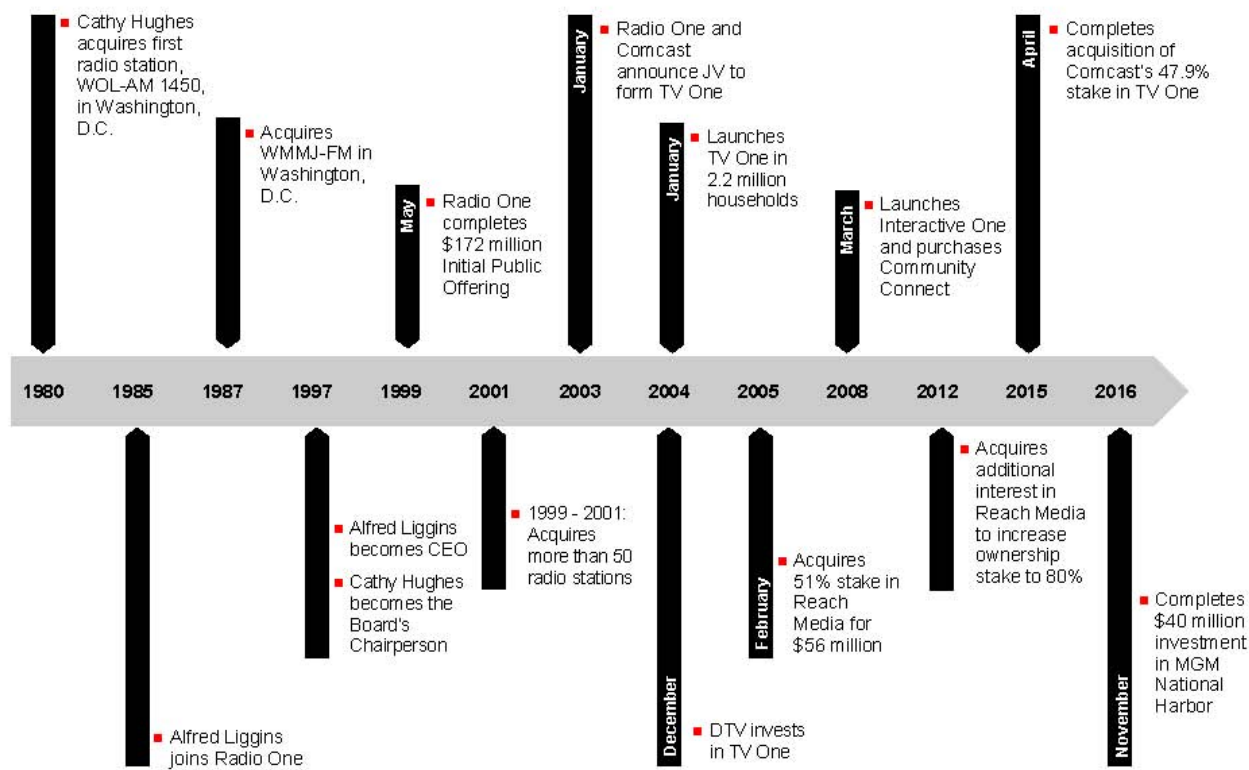 Cathy Hughes
acquires first
radio station,
WOL-AM 1450,
in Washington,
D.C.
Acquires
WMMJ-FM in
Washington,
D.C.
May
Radio One
completes
$172 million
Initial Public
Offering
January
Radio One and
Comcast
announce JV to
form TV One
January
Launches
TV One in
2.2 million
households
March
Launches
Interactive One
and purchases
Community
Connect
April
Completes
acquisition of
Comcast's 47.9%
stake in TV One
1980 1985 1987 1997 1999 2001 2003 2004 2005 2008 2012 2015 2016
Alfred Liggins
joins Radio One
Alfred Liggins
becomes CEO
Cathy Hughes
becomes the
Board's
Chairperson
1999 - 2001:
Acquires
more than 50
radio stations
December
DTV invests
in TV One
February
Acquires
51% stake in
Reach
Media for
$56 million
Acquires
additional
interest in
Reach Media
to increase
ownership
stake to 80%
November
Completes
$40 million
investment
in MGM
National
Harbor